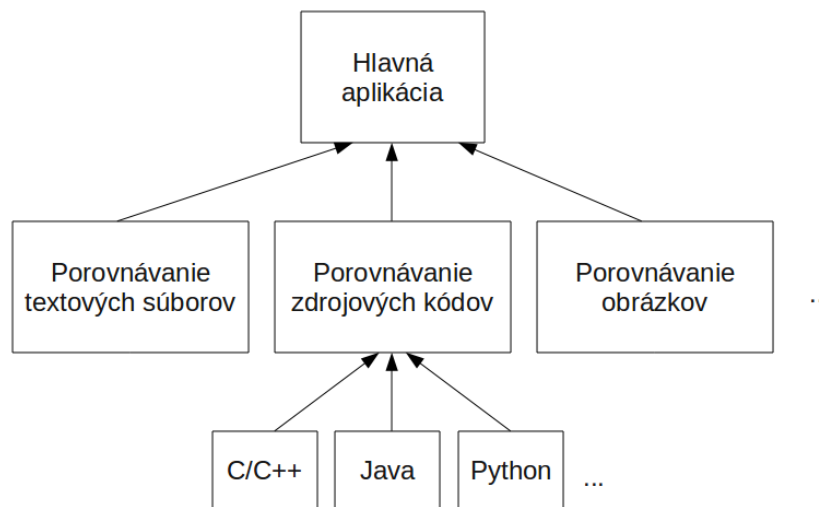 Hlavná
aplikácia
Porovnávanie
textových súborov
Porovnávanie
zdrojových kódov
Porovnávanie
obrázkov
..
C/C++
Java
Python
...